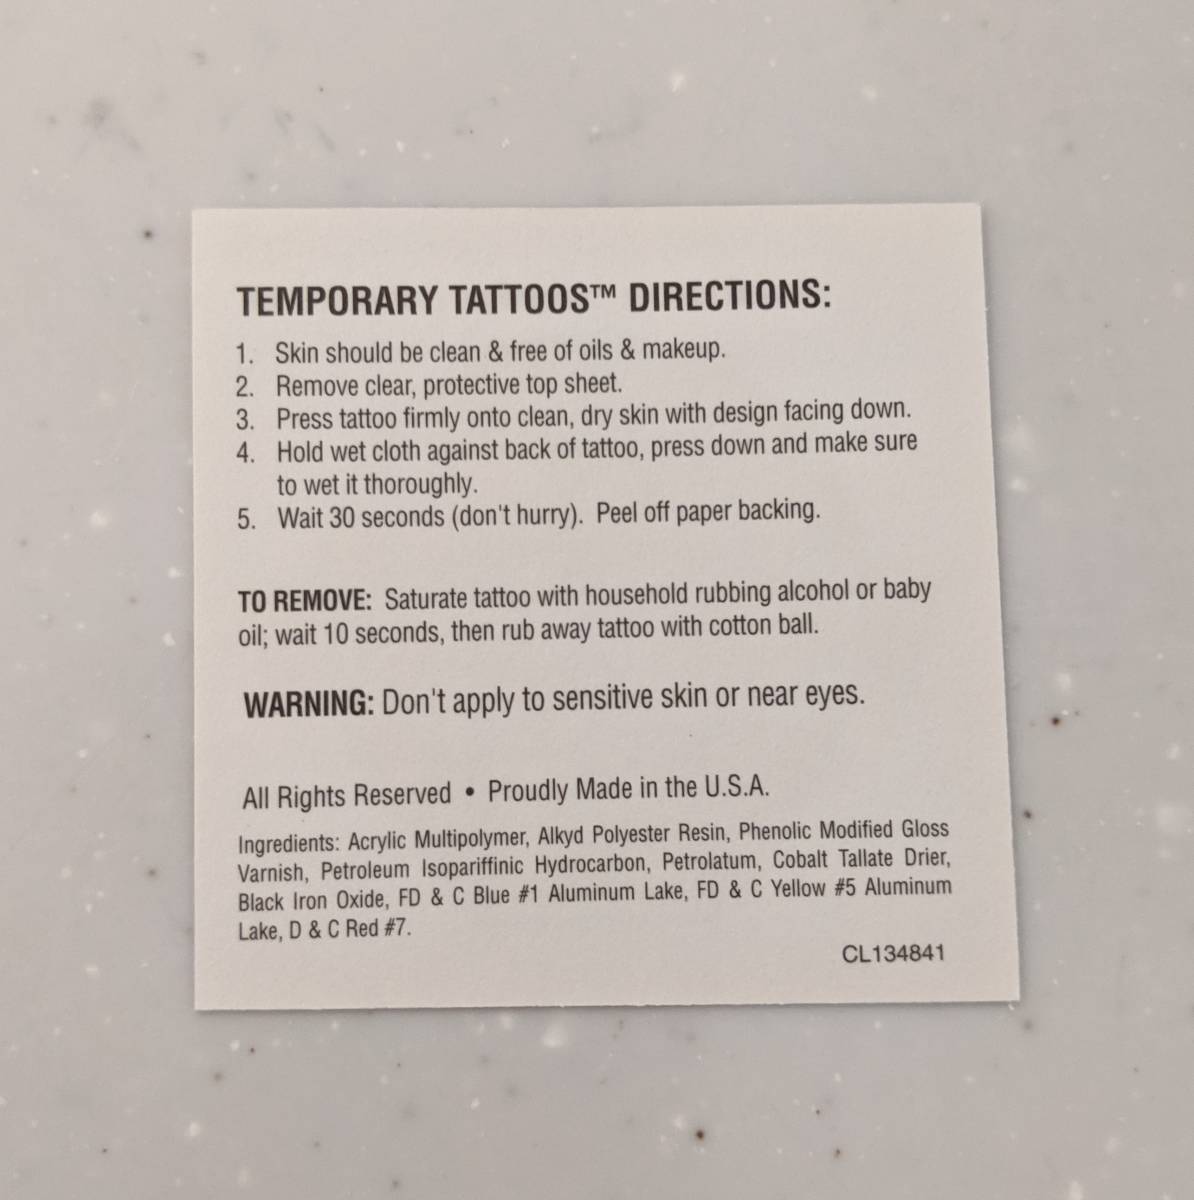 TEMPORARY TATTOOS™ DIRECTIONS:
1. Skin should be clean & free of oils & makeup.
2. Remove clear, protective top sheet.
3. Press tattoo firmly onto clean, dry skin with design facing down.
4. Hold wet cloth against back of tattoo, press down and make sure
to wet it thoroughly.
5. Wait 30 seconds (don't hurry). Peel off paper backing.
TO REMOVE: Saturate tattoo with household rubbing alcohol or baby
oil; wait 10 seconds, then rub away tattoo with cotton ball.
WARNING: Don't apply to sensitive skin or near eyes.
All Rights Reserved • Proudly Made in the U.S.A.
Ingredients: Acrylic Multipolymer, Alkyd Polyester Resin, Phenolic Modified Gloss
Varnish, Petroleum Isopariffinic Hydrocarbon, Petrolatum, Cobalt Tallate Drier,
Black Iron Oxide, FD & C Blue #1 Aluminum Lake, FD & C Yellow #5 Aluminum
Lake, D & C Red #7.
CL134841